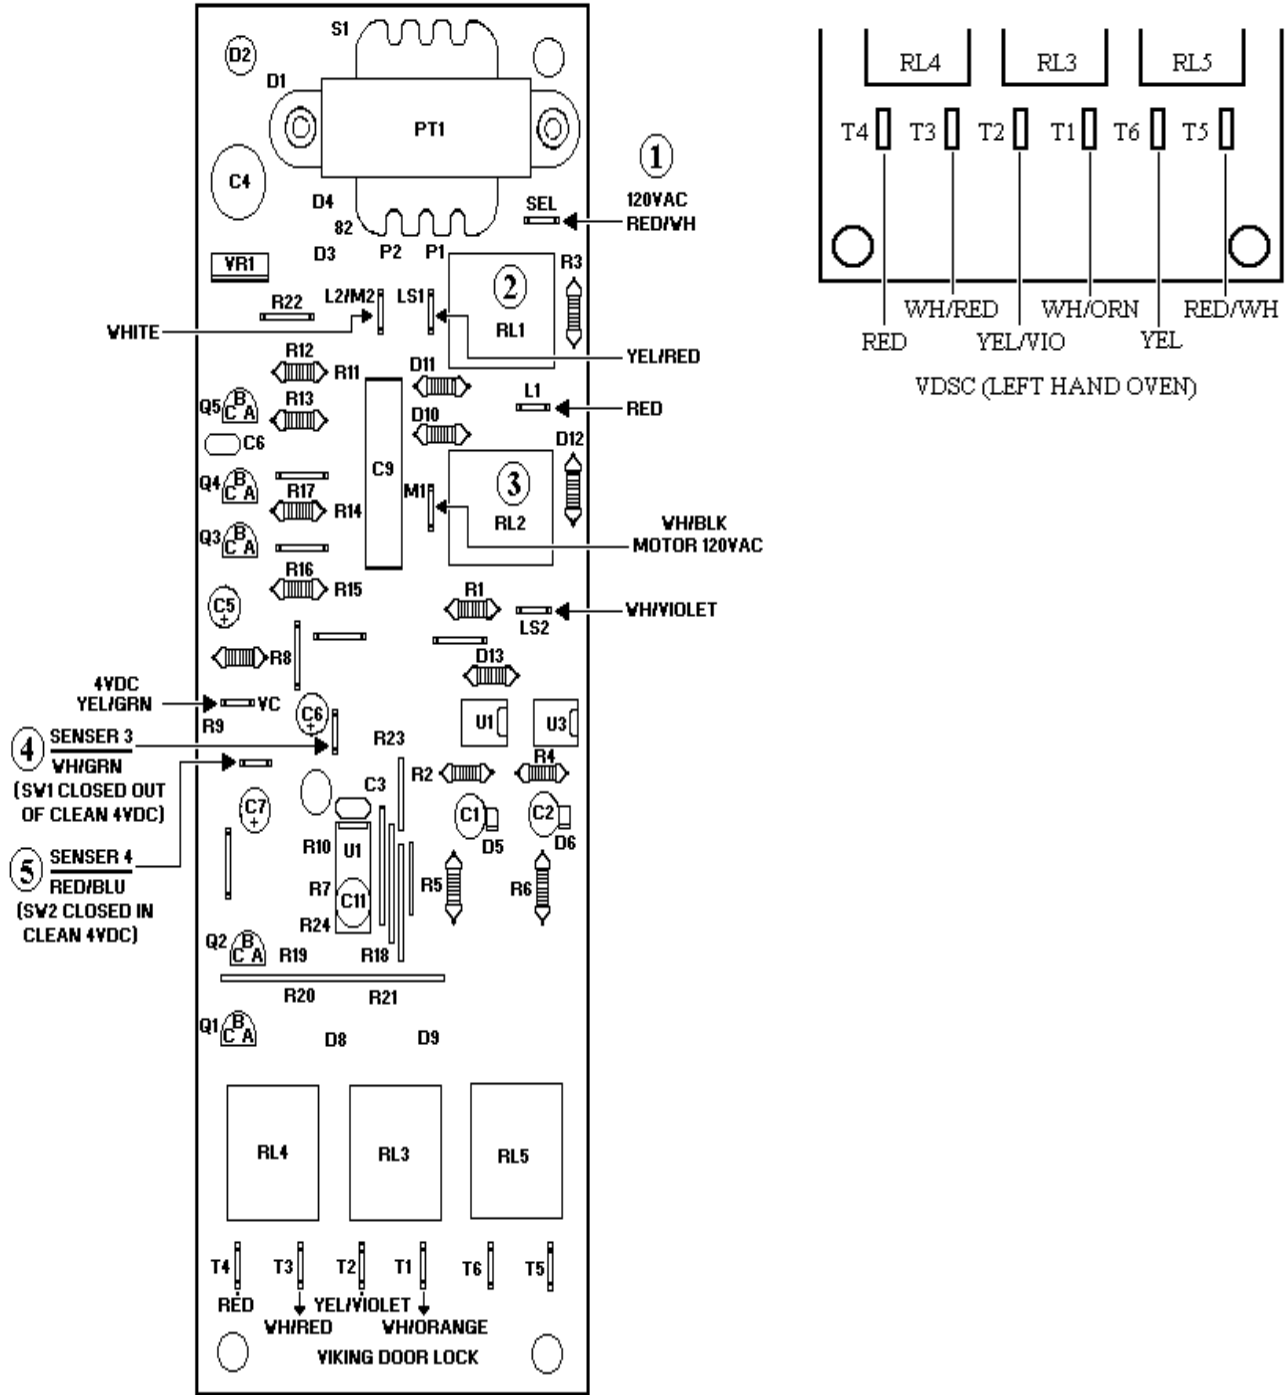 S1
D2
D1
PT1
1
C4
120VAC
D4
SEL
RED/WH
82
D3
P2
P1
VR1
R3
2
L2/M2
LS1
R22
RL1
WHITE
YEL/RED
R12
R11
D11
L1
R13
RED
Q5
B
C A
D10
C6
D12
C9
3
Q4
B
C A
R17
M1
R14
RL2
WH/BLK
MOTOR 120VAC
Q3
B
C A
R16
R15
R1
C5
+
WH/VIOLET
LS2
R8
D13
4VDC
YEL/GRN
VC
R9
C6
+
U1
U3
4
SENSER 3
WH/GRN
(SW1 CLOSED OUT
OF CLEAN 4VDC)
R23
R2
R4
C3
C7
+
C1
C2
D5
D6
R10
U1
5
SENSER 4
RED/BLU
(SW2 CLOSED IN
CLEAN 4VDC)
R7
C11
R5
R6
R24
Q2
B
C A
R19
R18
R20
R21
Q1
B
C A
D8
D9
RL4
RL3
RL5
T4
T3
T2
T1
T6
T5
RED
YEL/VIOLET
WH/RED
WH/ORANGE
VIKING DOOR LOCK
RL4
RL3
RL5
T4
T3
T2
T1
T6
T5
WH/RED
WH/ORN
RED/WH
RED
YEL/VIO
YEL
VDSC (LEFT HAND OVEN)